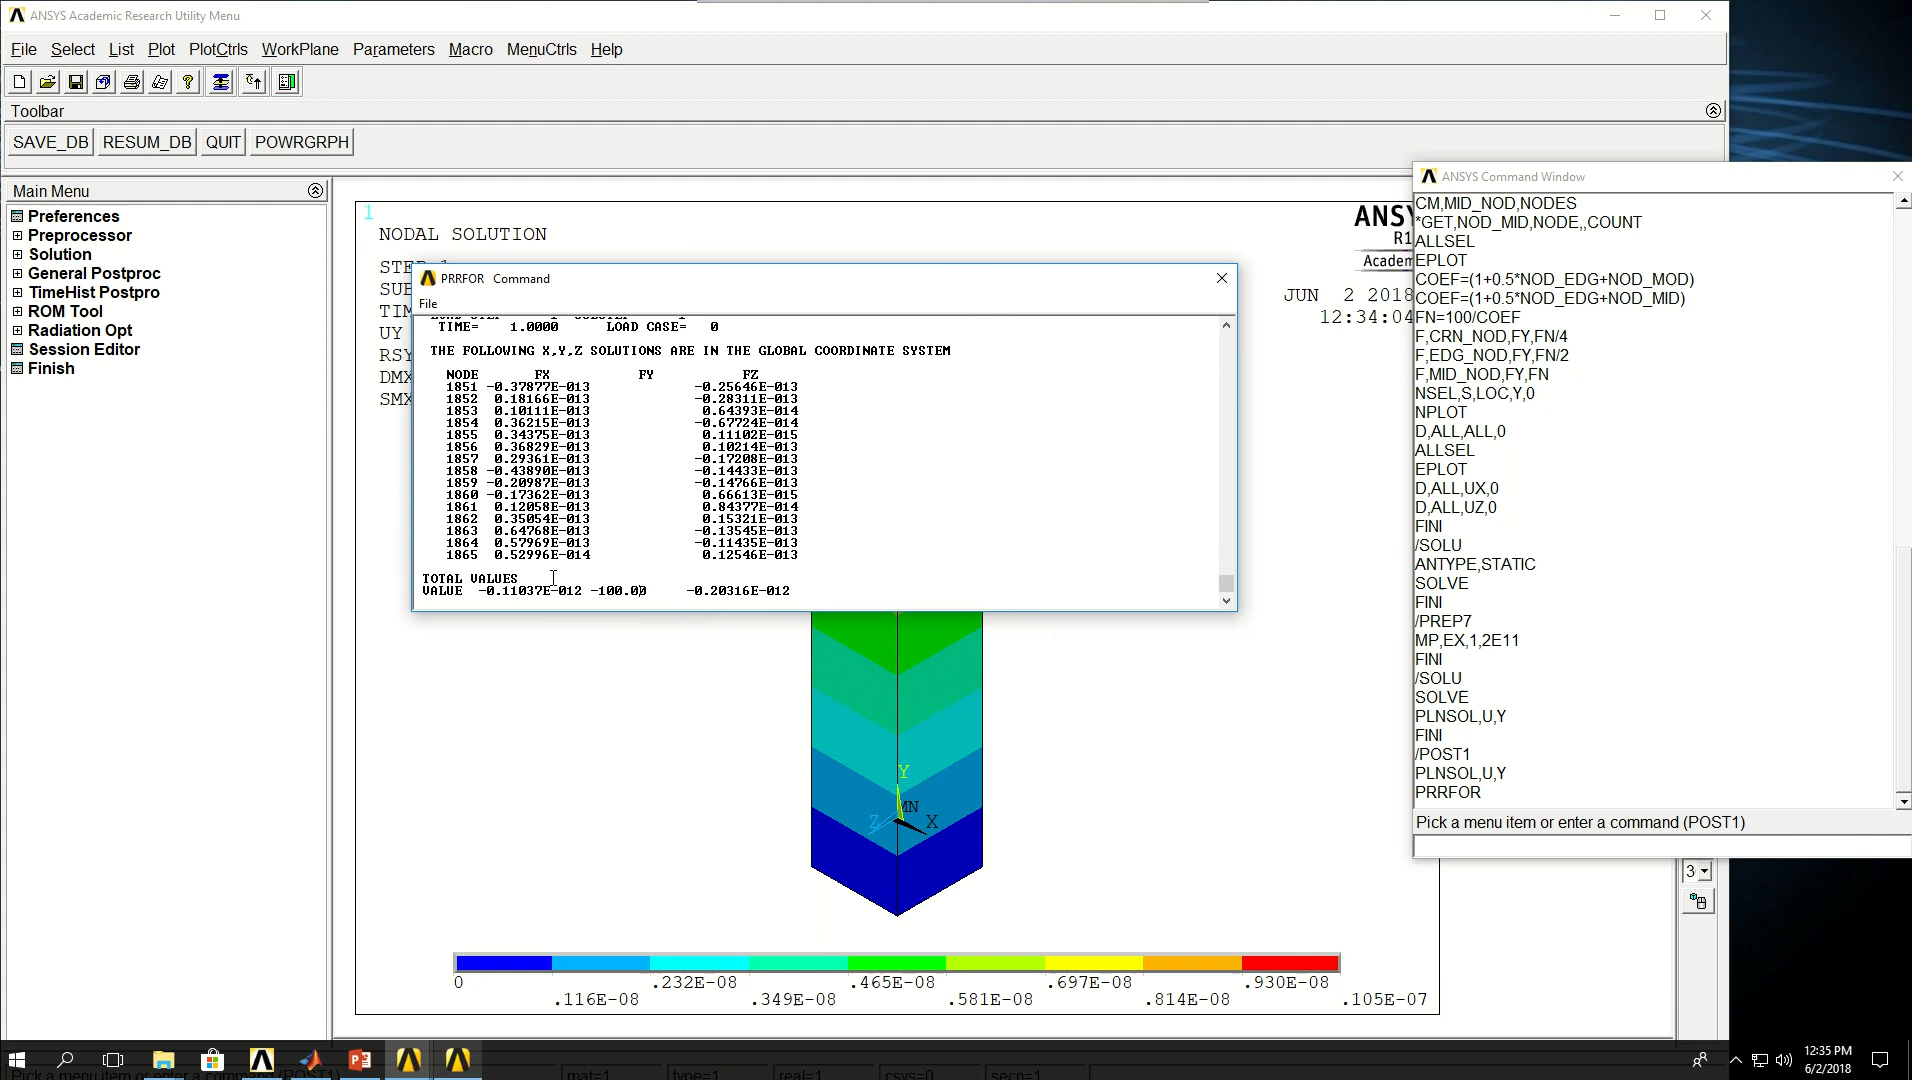 ANSYS Academic Research Utility Menu
File Select List Plot PlotCtrls WorkPlane Parameters Macro MenuCtrls Help
Toolbar
SAVE_DB RESUM_DB QUIT POWRGRPH
Main Menu
Preferences
Preprocessor
Solution
General Postproc
TimeHist Postpro
ROM Tool
Radiation Opt
Session Editor
Finish
1
NODAL SOLUTION
UY
JUN 2 2018
12:34:04
PRRFOR Command
File
TIME= 1.0000 LOAD CASE= 0
THE FOLLOWING X,Y,Z SOLUTIONS ARE IN THE GLOBAL COORDINATE SYSTEM
NODE FX FY FZ
1851 -0.37877E-013 -0.25646E-013
1852 0.18166E-013 -0.28311E-013
1853 0.10111E-013 0.64393E-014
1854 0.36215E-013 -0.67724E-014
1855 0.34375E-013 0.11102E-015
1856 0.36829E-013 0.10214E-013
1857 0.29361E-013 -0.17208E-013
1858 -0.43890E-013 -0.14433E-013
1859 -0.20987E-013 -0.14766E-013
1860 -0.17362E-013 0.66613E-015
1861 0.12058E-013 0.84377E-014
1862 0.35054E-013 0.15321E-013
1863 0.64768E-013 -0.13545E-013
1864 0.57969E-013 -0.11435E-013
1865 0.52996E-014 0.12546E-013
TOTAL VALUES
VALUE -0.11037E-012 -100.00 -0.20316E-012
Y
MN
Z X
0 .232E-08 .465E-08 .697E-08 .930E-08
.116E-08 .349E-08 .581E-08 .814E-08 .105E-07
ANSYS Command Window
CM,MID_NOD,NODES
*GET,NOD_MID,NODE,,COUNT
ALLSEL
EPLOT
COEF=(1+0.5*NOD_EDG+NOD_MOD)
COEF=(1+0.5*NOD_EDG+NOD_MID)
FN=100/COEF
F,CRN_NOD,FY,FN/4
F,EDG_NOD,FY,FN/2
F,MID_NOD,FY,FN
NSEL,S,LOC,Y,0
NPLOT
D,ALL,ALL,0
ALLSEL
EPLOT
D,ALL,UX,0
D,ALL,UZ,0
FINI
/SOLU
ANTYPE,STATIC
SOLVE
FINI
/PREP7
MP,EX,1,2E11
FINI
/SOLU
SOLVE
PLNSOL,U,Y
FINI
/POST1
PLNSOL,U,Y
PRRFOR
Pick a menu item or enter a command (POST1)
3
12:35 PM
6/2/2018